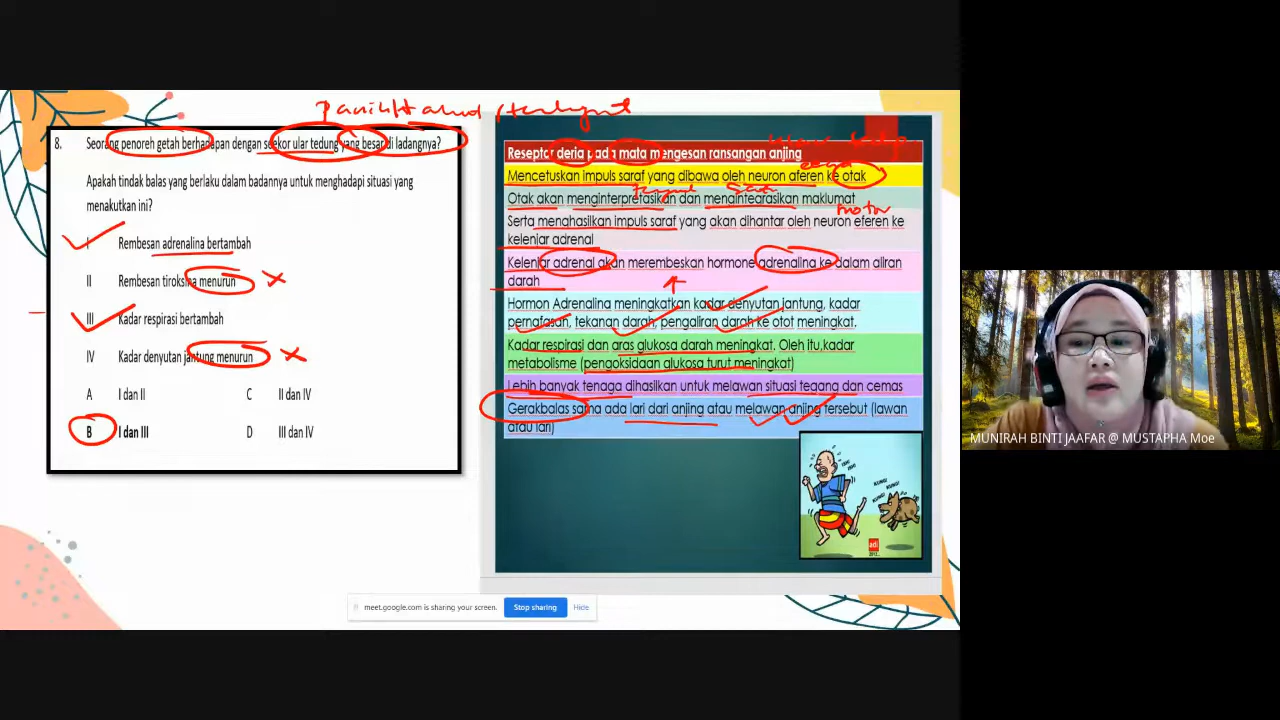 panik/takut/terkejut
8. Seorang penoreh getah berhadapan dengan seekor ular tedung yang besar di ladangnya?
Apakah tindak balas yang berlaku dalam badannya untuk menghadapi situasi yang
menakutkan ini?
I Rembesan adrenalina bertambah
II Rembesan tiroksina menurun
III Kadar respirasi bertambah
IV Kadar denyutan jantung menurun
A I dan II C II dan IV
B I dan III D III dan IV
Reseptor deria pada mata mengesan ransangan anjing
Mencetuskan impuls saraf yang dibawa oleh neuron aferen ke otak
Otak akan menginterpretasikan dan menaintegrasikan maklumat
motor
Serta menghasilkan impuls saraf yang akan dihantar oleh neuron eferen ke
kelenjar adrenal
Kelenjar adrenal akan merembeskan hormone adrenalina ke dalam aliran
darah
Hormon Adrenalina meningkatkan kadar denyutan jantung, kadar
pernafasan, tekanan darah, pengaliran darah ke otot meningkat.
Kadar respirasi dan aras glukosa darah meningkat. Oleh itu,kadar
metabolisme (pengoksidaan glukosa turut meningkat)
Lebih banyak tenaga dihasilkan untuk melawan situasi tegang dan cemas
Gerakbalas sama ada lari dari anjing atau melawan anjing tersebut (lawan
atau lari)
adi
meet.google.com is sharing your screen. Stop sharing Hide
MUNIRAH BINTI JAAFAR @ MUSTAPHA Moe